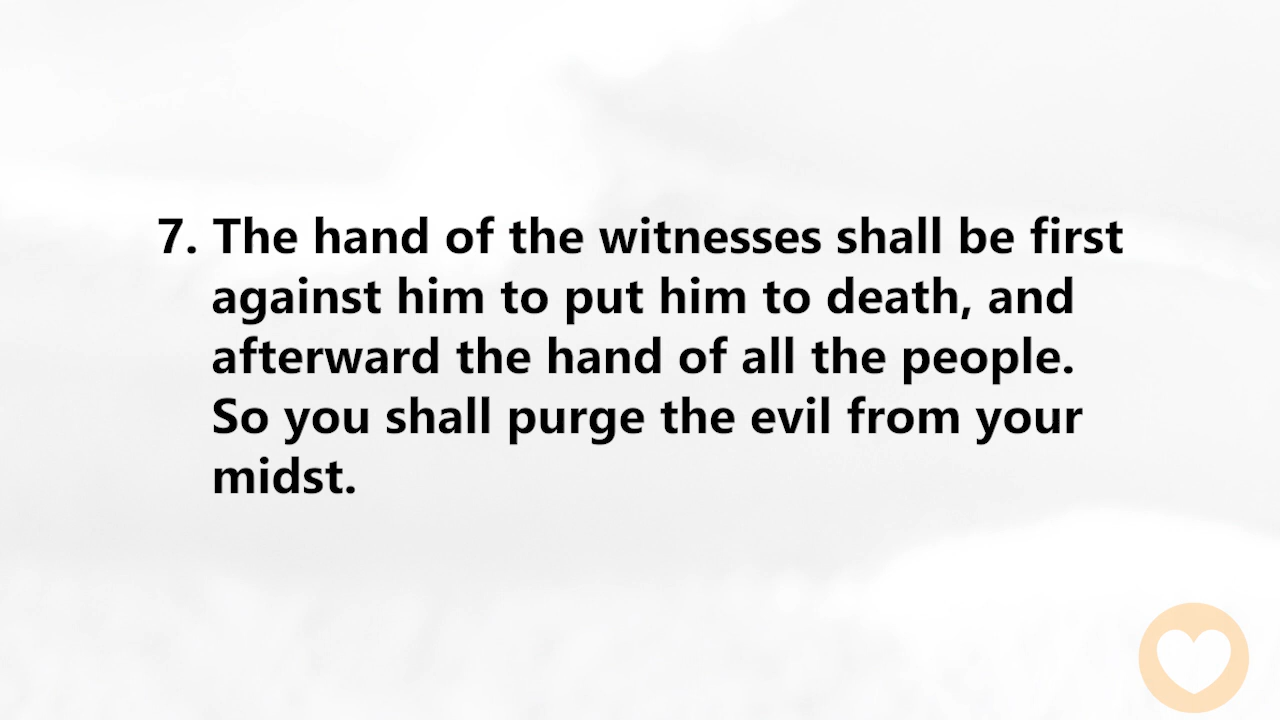 7. The hand of the witnesses shall be first
against him to put him to death, and
afterward the hand of all the people.
So you shall purge the evil from your
midst.